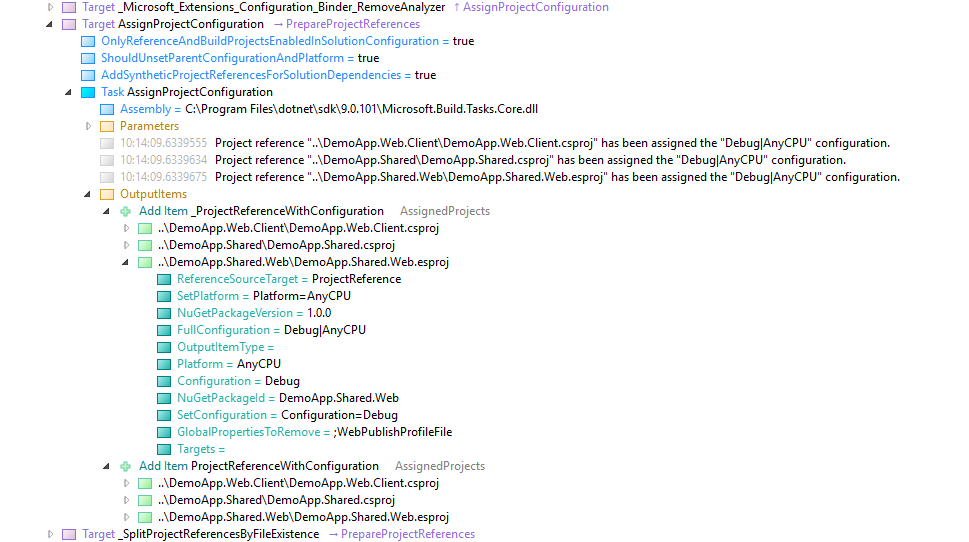 Target _Microsoft_Extensions_Configuration_Binder_RemoveAnalyzer ↑ AssignProjectConfiguration
Target AssignProjectConfiguration → PrepareProjectReferences
OnlyReferenceAndBuildProjectsEnabledInSolutionConfiguration = true
ShouldUnsetParentConfigurationAndPlatform = true
AddSyntheticProjectReferencesForSolutionDependencies = true
Task AssignProjectConfiguration
Assembly = C:\Program Files\dotnet\sdk\9.0.101\Microsoft.Build.Tasks.Core.dll
Parameters
10:14:09.6339555 Project reference "..\DemoApp.Web.Client\DemoApp.Web.Client.csproj" has been assigned the "Debug|AnyCPU" configuration.
10:14:09.6339634 Project reference "..\DemoApp.Shared\DemoApp.Shared.csproj" has been assigned the "Debug|AnyCPU" configuration.
10:14:09.6339675 Project reference "..\DemoApp.Shared.Web\DemoApp.Shared.Web.esproj" has been assigned the "Debug|AnyCPU" configuration.
OutputItems
Add Item _ProjectReferenceWithConfiguration AssignedProjects
..\DemoApp.Web.Client\DemoApp.Web.Client.csproj
..\DemoApp.Shared\DemoApp.Shared.csproj
..\DemoApp.Shared.Web\DemoApp.Shared.Web.esproj
ReferenceSourceTarget = ProjectReference
SetPlatform = Platform=AnyCPU
NuGetPackageVersion = 1.0.0
FullConfiguration = Debug|AnyCPU
OutputItemType =
Platform = AnyCPU
Configuration = Debug
NuGetPackageId = DemoApp.Shared.Web
SetConfiguration = Configuration=Debug
GlobalPropertiesToRemove = ;WebPublishProfileFile
Targets =
Add Item ProjectReferenceWithConfiguration AssignedProjects
..\DemoApp.Web.Client\DemoApp.Web.Client.csproj
..\DemoApp.Shared\DemoApp.Shared.csproj
..\DemoApp.Shared.Web\DemoApp.Shared.Web.esproj
Target _SplitProjectReferencesByFileExistence → PrepareProjectReferences